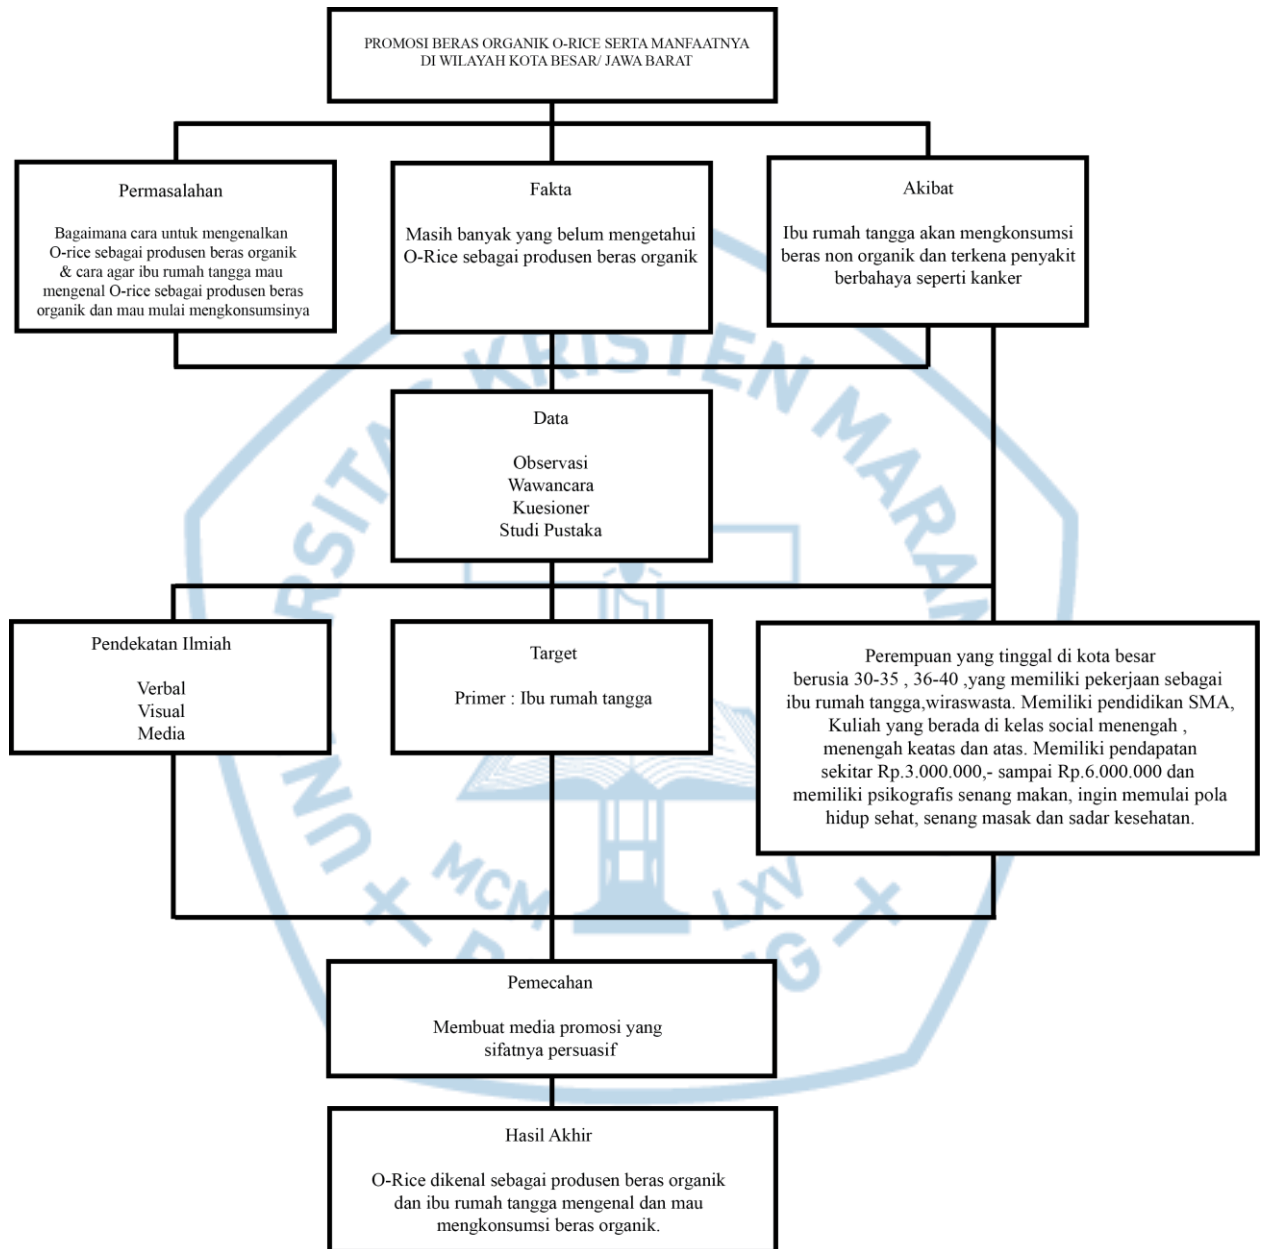 PROMOSI BERAS ORGANIK O-RICE SERTA MANFAATNYA
DI WILAYAH KOTA BESAR/ JAWA BARAT
Permasalahan
Bagaimana cara untuk mengenalkan
O-rice sebagai produsen beras organik
& cara agar ibu rumah tangga mau
mengenal O-rice sebagai produsen beras
organik dan mau mulai mengkonsumsinya
Fakta
Masih banyak yang belum mengetahui
O-Rice sebagai produsen beras organik
Akibat
Ibu rumah tangga akan mengkonsumsi
beras non organik dan terkena penyakit
berbahaya seperti kanker
Data
Observasi
Wawancara
Kuesioner
Studi Pustaka
Pendekatan Ilmiah
Verbal
Visual
Media
Target
Primer : Ibu rumah tangga
Perempuan yang tinggal di kota besar
berusia 30-35 , 36-40 ,yang memiliki pekerjaan sebagai
ibu rumah tangga,wiraswasta. Memiliki pendidikan SMA,
Kuliah yang berada di kelas social menengah ,
menengah keatas dan atas. Memiliki pendapatan
sekitar Rp.3.000.000,- sampai Rp.6.000.000 dan
memiliki psikografis senang makan, ingin memulai pola
hidup sehat, senang masak dan sadar kesehatan.
Pemecahan
Membuat media promosi yang
sifatnya persuasif
Hasil Akhir
O-Rice dikenal sebagai produsen beras organik
dan ibu rumah tangga mengenal dan mau
mengkonsumsi beras organik.
KRISTEN
MCM LXV